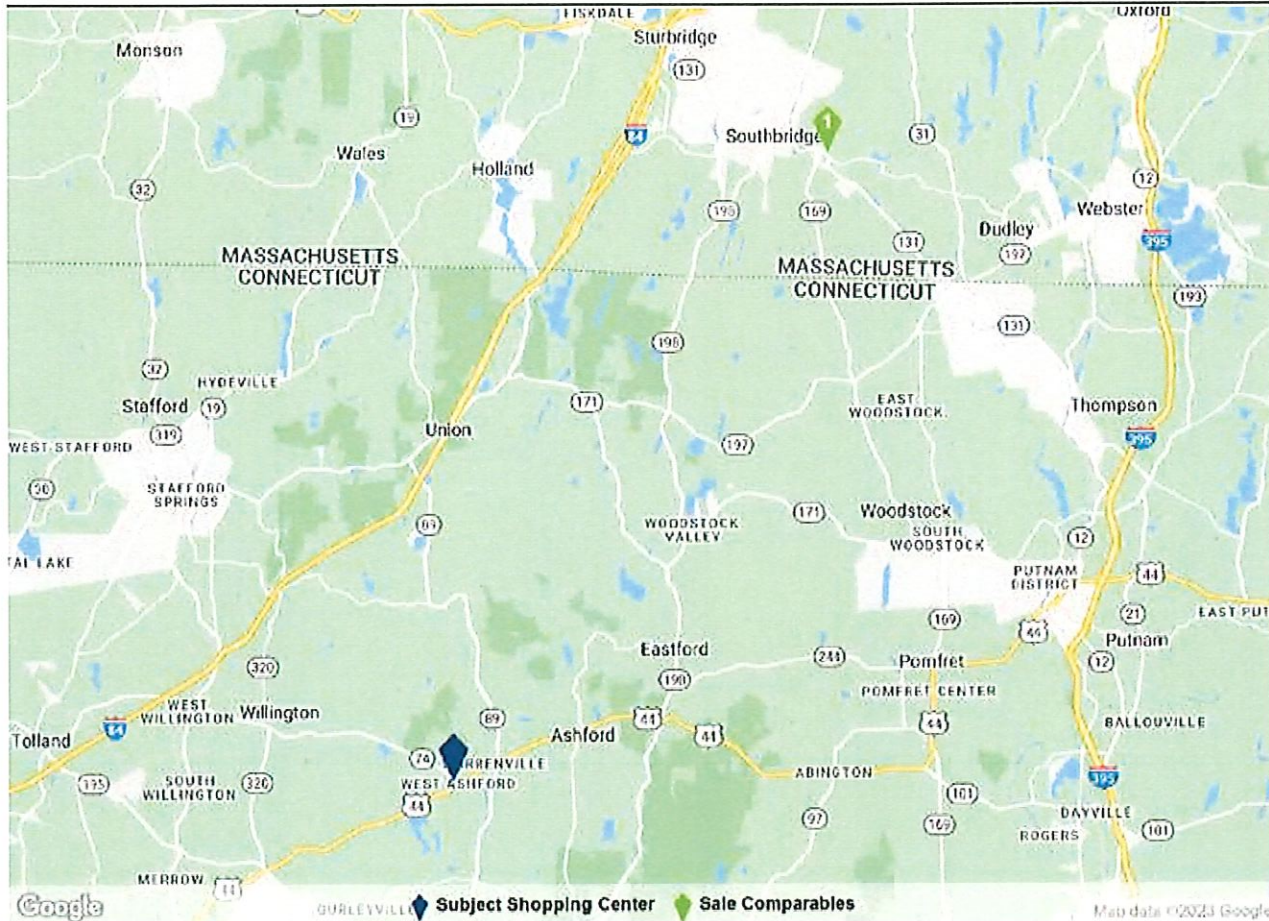 FISKDALE
Oxford
Monson
Sturbridge
131
19
84
1
31
Southbridge
Wales
Holland
32
12
Webster
198
169
Dudley
131
197
395
MASSACHUSETTS
CONNECTICUT
MASSACHUSETTS
CONNECTICUT
193
131
198
32
HYDEVILLE
Stafford
19
319
171
EAST
WOODSTOCK
Thompson
Union
WEST STAFFORD
197
395
STAFFORD
SPRINGS
89
WOODSTOCK
VALLEY
171
Woodstock
SOUTH
WOODSTOCK
12
TAL LAKE
PUTNAM
DISTRICT
44
EAST PUT
169
21
44
Putnam
Eastford
244
320
198
Pomfret
12
POMFRET CENTER
WEST
WILLINGTON
Willington
89
44
44
44
BALLOUVILLE
84
Tolland
Ashford
74
WEST ASHFORD
ABINGTON
395
195
SOUTH
WILLINGTON
320
44
101
DAYVILLE
97
169
ROGERS
101
MERROW
44
Google
GURLEYVILLE
Subject Shopping Center
Sale Comparables
Map data ©2023 Google